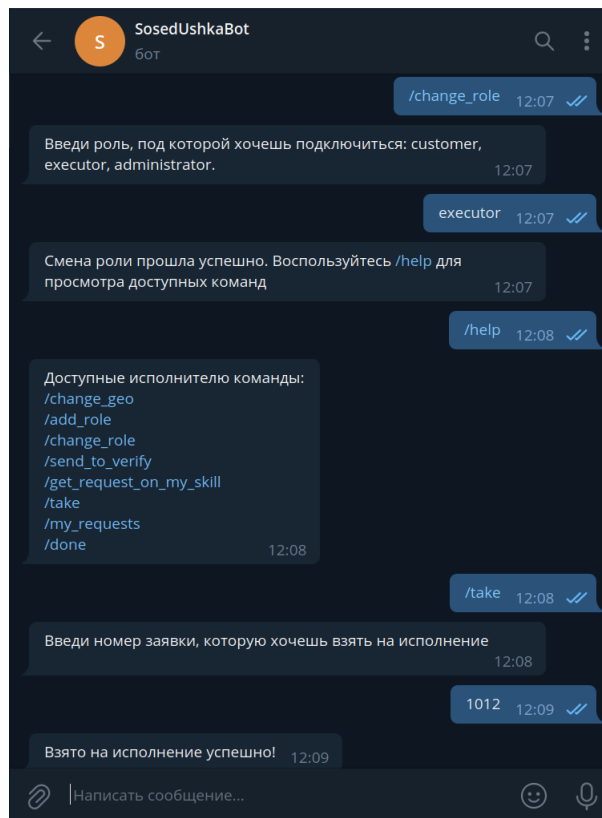 SosedUshkaBot
S
бот
/change_role 12:07
Введи роль, под которой хочешь подключиться: customer,
executor, administrator.
12:07
executor 12:07
Смена роли прошла успешно. Воспользуйтесь /help для
просмотра доступных команд
12:07
/help 12:08
Доступные исполнителю команды:
/change_geo
/add_role
/change_role
/send_to_verify
/get_request_on_my_skill
/take
/my_requests
/done
12:08
/take 12:08
Введи номер заявки, которую хочешь взять на исполнение
12:08
1012 12:09
Взято на исполнение успешно! 12:09
Написать сообщение...